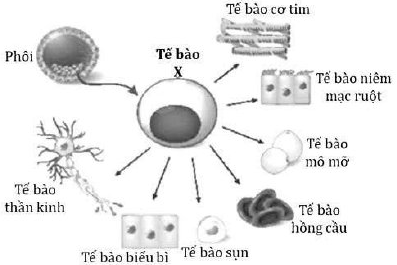 Tế bào cơ tim
Phôi
Tế bào
X
Tế bào niêm
mạc ruột
Tế bào
mô mỡ
Tế bào
thần kinh
Tế bào
hồng cầu
Tế bào biểu bì
Tế bào sụn